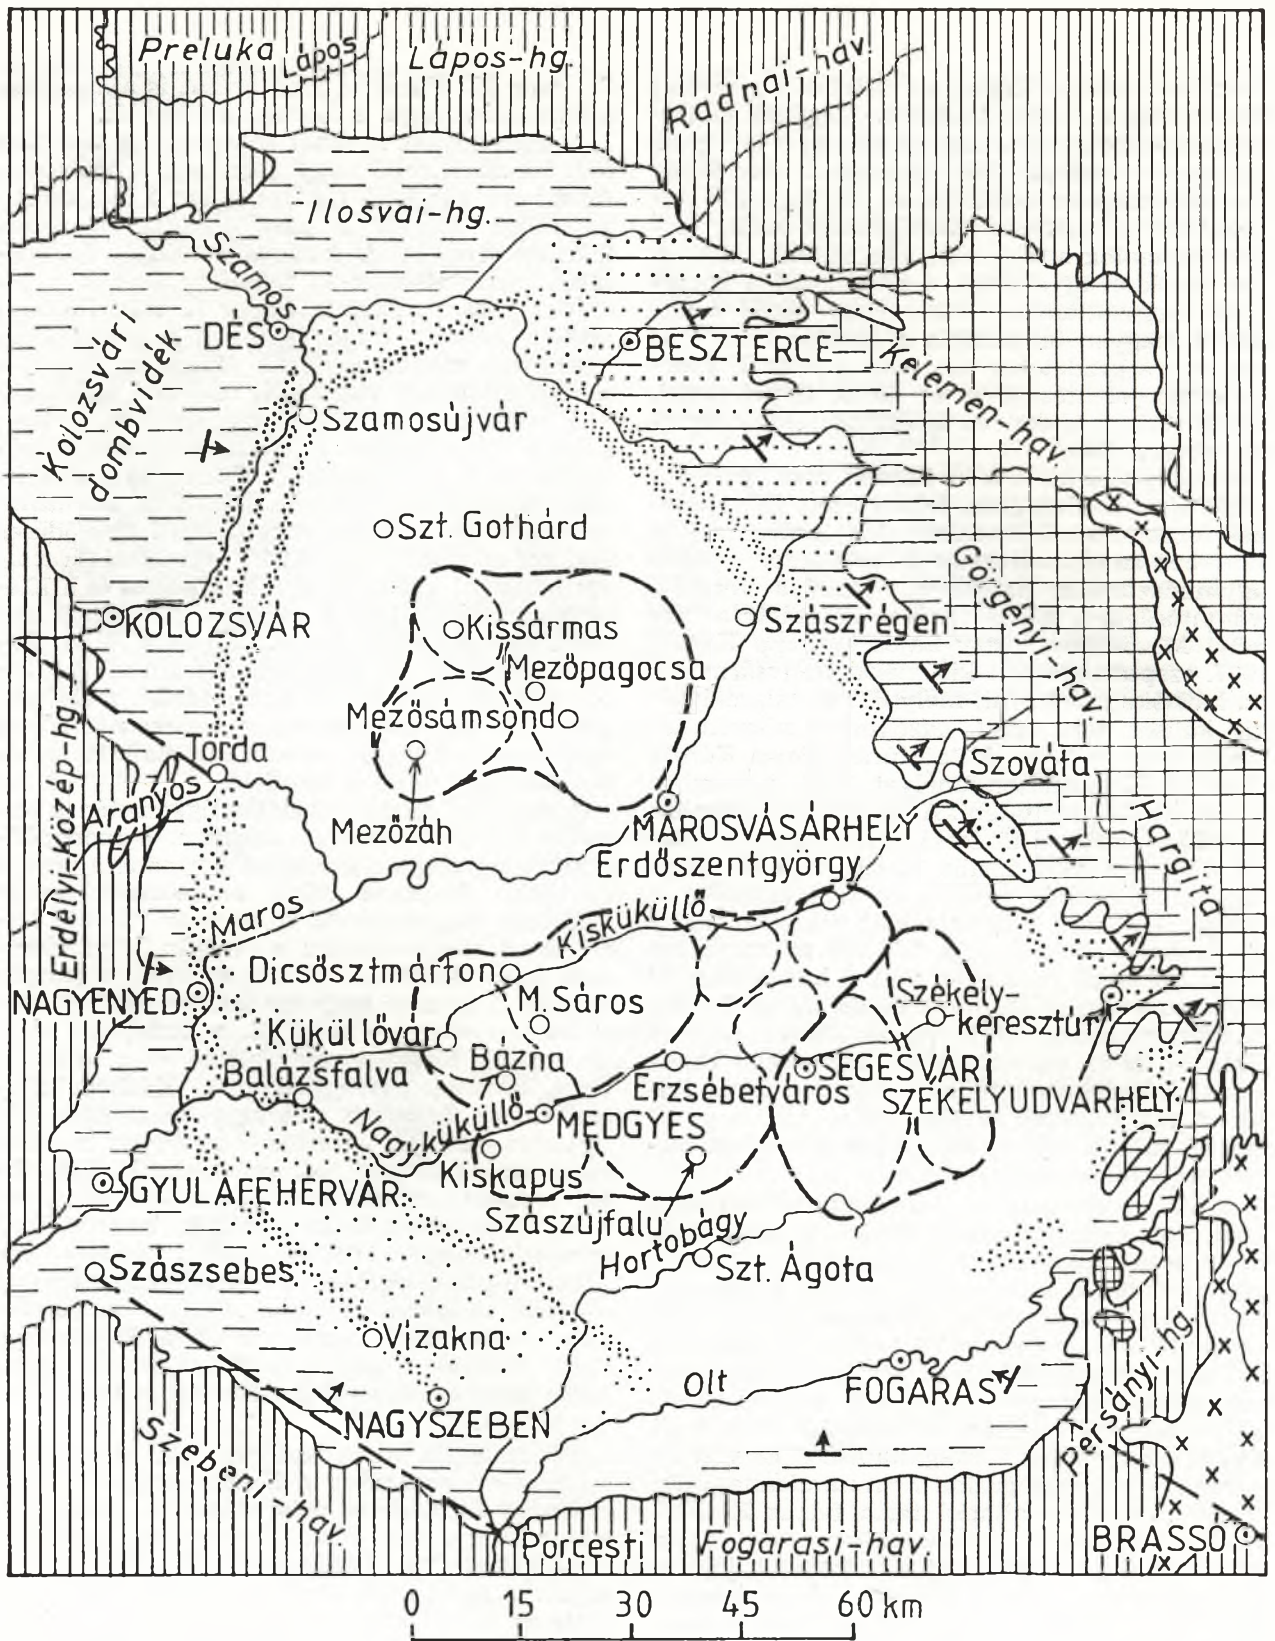 Preluka
Lápos
Lápos-hg.
Radnai-hav.
Ilosvai-hg.
Szamos
DÉS
BESZTERCE
Kolozsvári
dombvidék
Kelemen-hav.
Szamosújvár
Szt. Gothárd
Görgényi-hav.
KOLOZSVÁR
Kissármas
Szászrégen
Mezőpagocsa
Mezősámsond
Erdélyi-Közép-hg.
Torda
Szováta
Aranyos
Mezőzáh
MAROSVÁSÁRHELY
Hargita
Erdőszentgyörgy
Maros
Kisküküllő
Dicsősztmárton
NAGYENYED
M. Sáros
Székely-
keresztúr
Küküllővár
Bázna
Balázsfalva
Erzsébetváros
SEGESVÁR
SZÉKELYUDVARHELY
Nagyküküllő
MEDGYES
Kiskapus
GYULAFEHÉRVÁR
Szászújfalu
Hortobágy
Szt. Ágota
Szászsebes
Vízakna
Olt
FOGARAS
Persányi-hg.
NAGYSZEBEN
Szebeni-hav.
Porcesti
Fogarasi-hav.
BRASSÓ
0 15 30 45 60 km